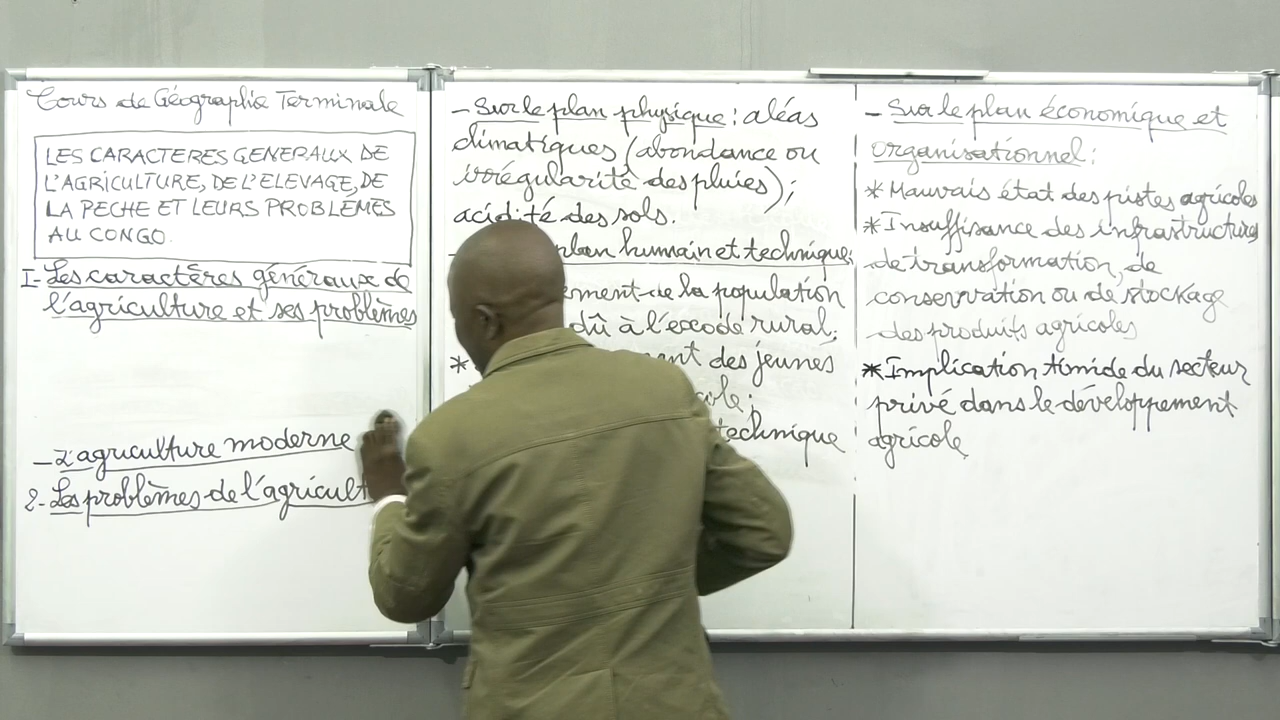 Cours de Géographie Terminale
LES CARACTERES GENERAUX DE
L'AGRICULTURE, DE L'ELEVAGE, DE
LA PECHE ET LEURS PROBLEMES
AU CONGO.
I- Les caractères généraux de
l'agriculture et ses problèmes
- L'agriculture moderne
2- Les problèmes de l'agricult
- Sur le plan physique : aléas
climatiques (abondance ou
irrégularité des pluies) ;
acidité des sols.
plan humain et technique:
ement de la population
dû à l'exode rural;
* ent des jeunes
cole;
technique
- Sur le plan économique et
organisationnel :
* Mauvais état des pistes agricoles
* Insuffisance des infrastructures
de transformation, de
conservation ou de stockage
des produits agricoles
* Implication timide du secteur
privé dans le développement
agricole.